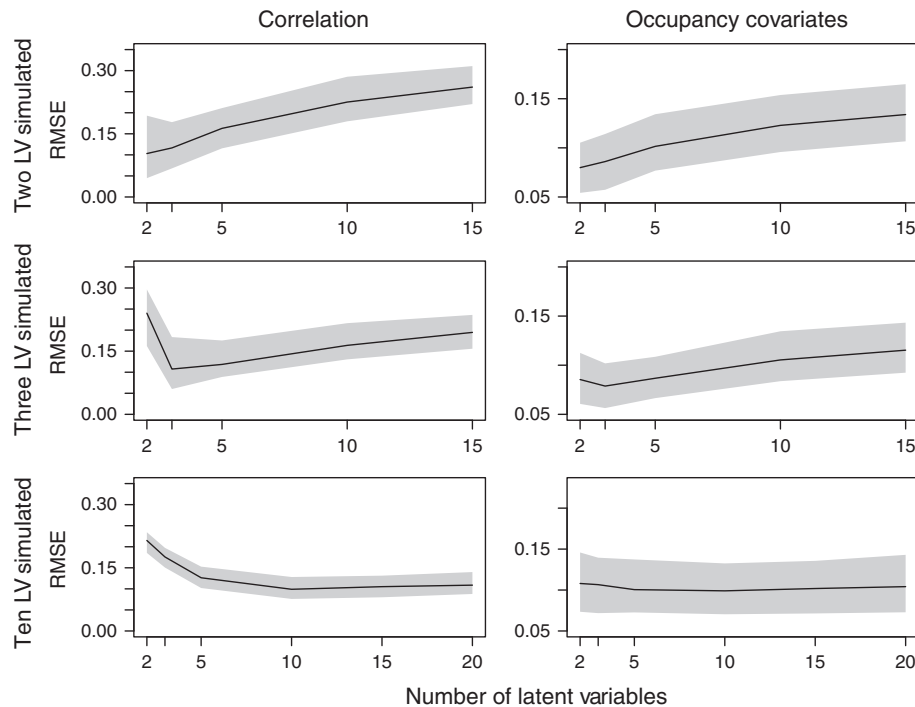 Correlation
Occupancy covariates
Two LV simulated
RMSE
0.30
0.15
0.00
2 5 10 15
0.15
0.05
2 5 10 15
Three LV simulated
RMSE
0.30
0.15
0.00
2 5 10 15
0.15
0.05
2 5 10 15
Ten LV simulated
RMSE
0.30
0.15
0.00
2 5 10 15 20
0.15
0.05
2 5 10 15 20
Number of latent variables